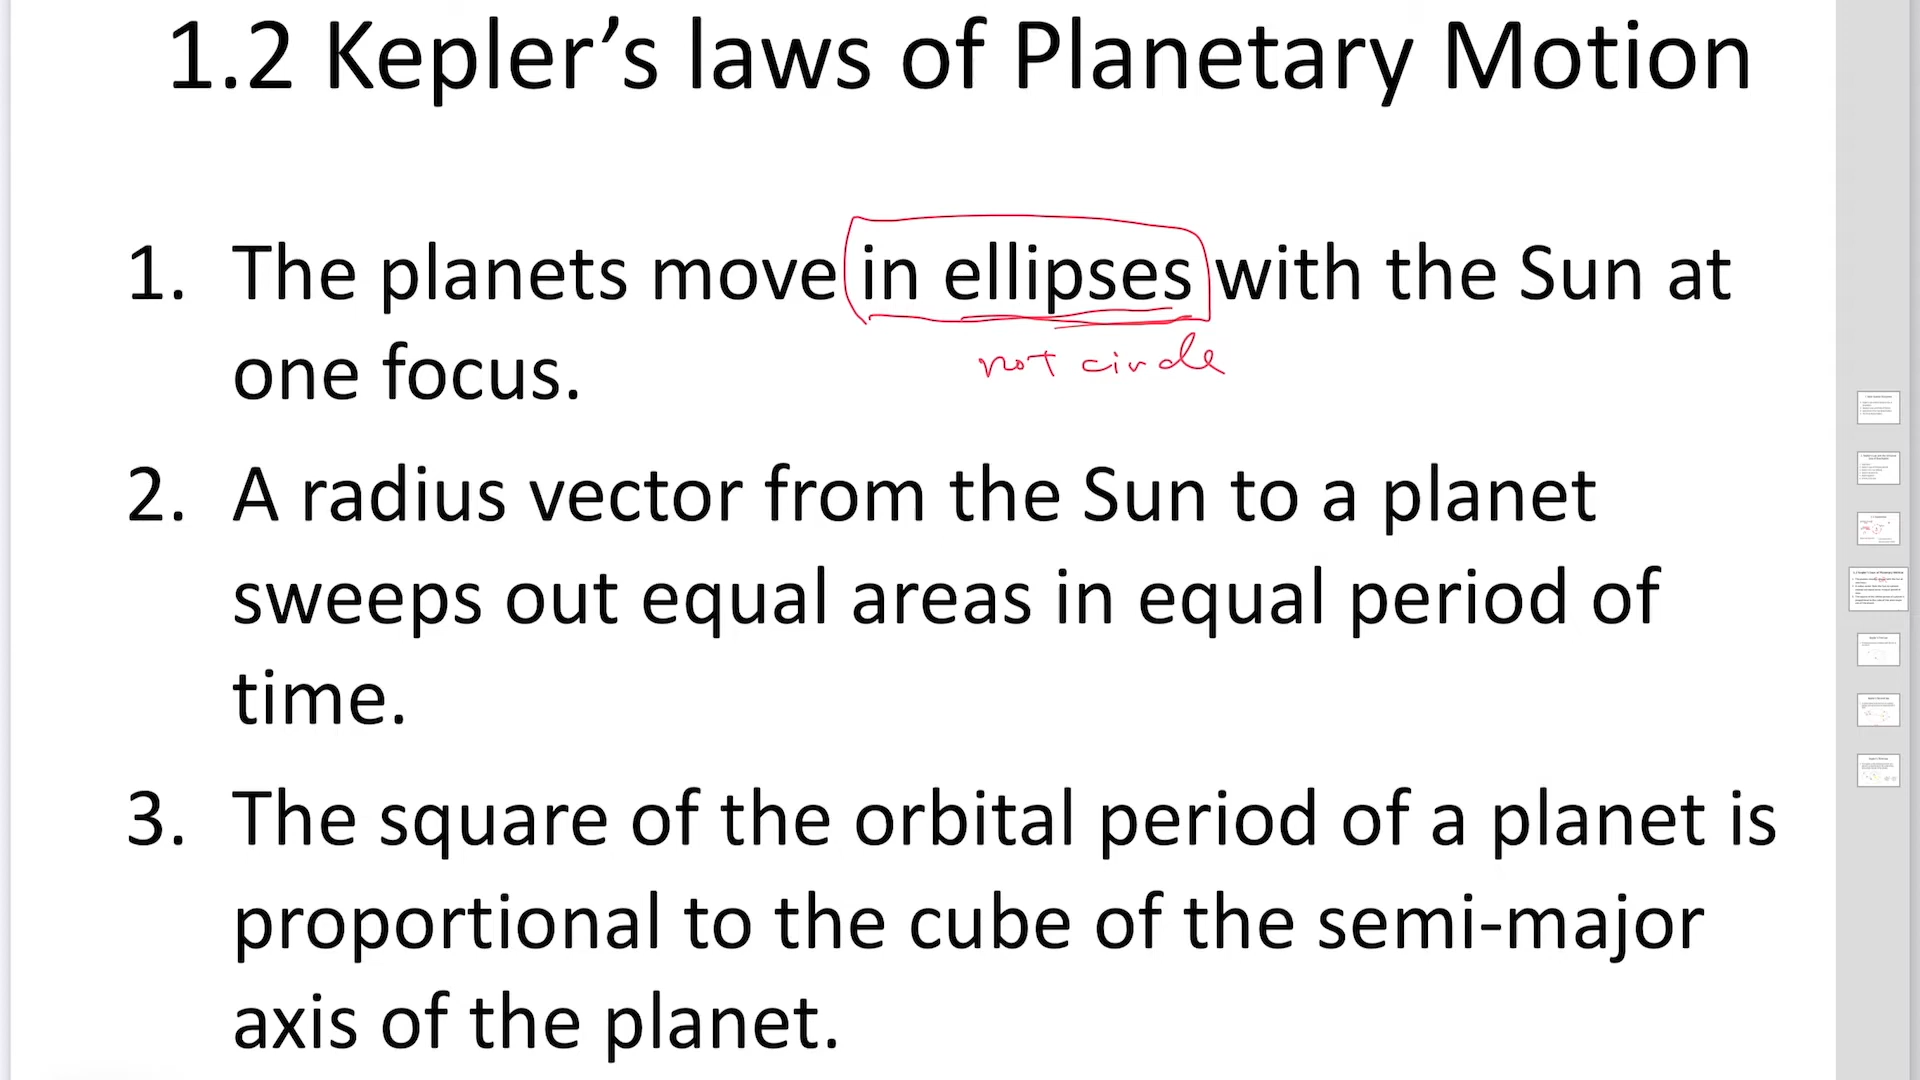 1.2 Kepler’s laws of Planetary Motion
1. The planets move in ellipses with the Sun at
not circle
one focus.
2. A radius vector from the Sun to a planet
sweeps out equal areas in equal period of
time.
3. The square of the orbital period of a planet is
proportional to the cube of the semi-major
axis of the planet.